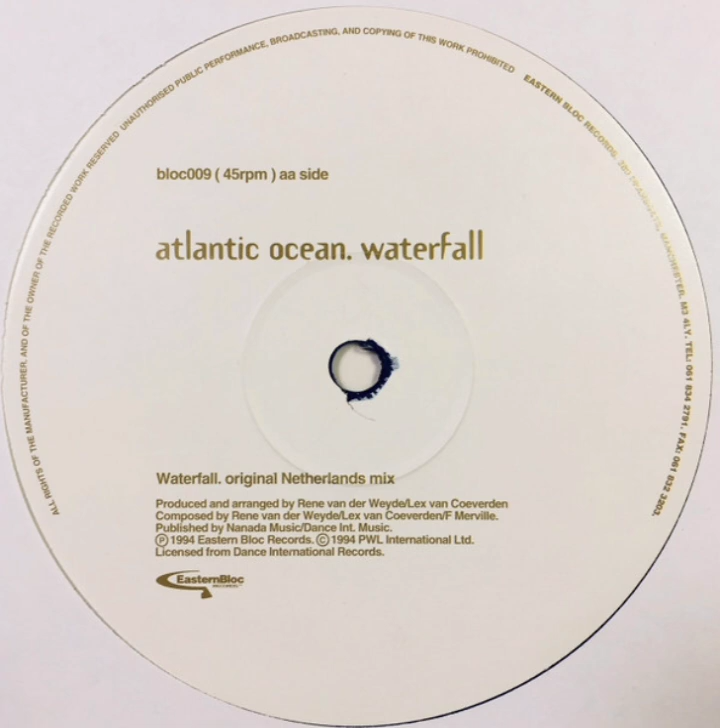 ALL RIGHTS OF THE MANUFACTURER, AND OF THE OWNER OF THE RECORDED WORK RESERVED UNAUTHORISED PUBLIC PERFORMANCE, BROADCASTING, AND COPYING OF THIS WORK PROHIBITED
EASTERN BLOC RECORDS, DEANSGATE, MANCHESTER, M3 4LY. TEL: 061 834 2791. FAX: 061 832 3203.
bloc009 ( 45rpm ) aa side
atlantic ocean. waterfall
Waterfall. original Netherlands mix
Produced and arranged by Rene van der Weyde/Lex van Coeverden
Composed by Rene van der Weyde/Lex van Coeverden/F Merville.
Published by Nanada Music/Dance Int. Music.
Ⓟ 1994 Eastern Bloc Records. © 1994 PWL International Ltd.
Licensed from Dance International Records.
EasternBloc
RECORDS